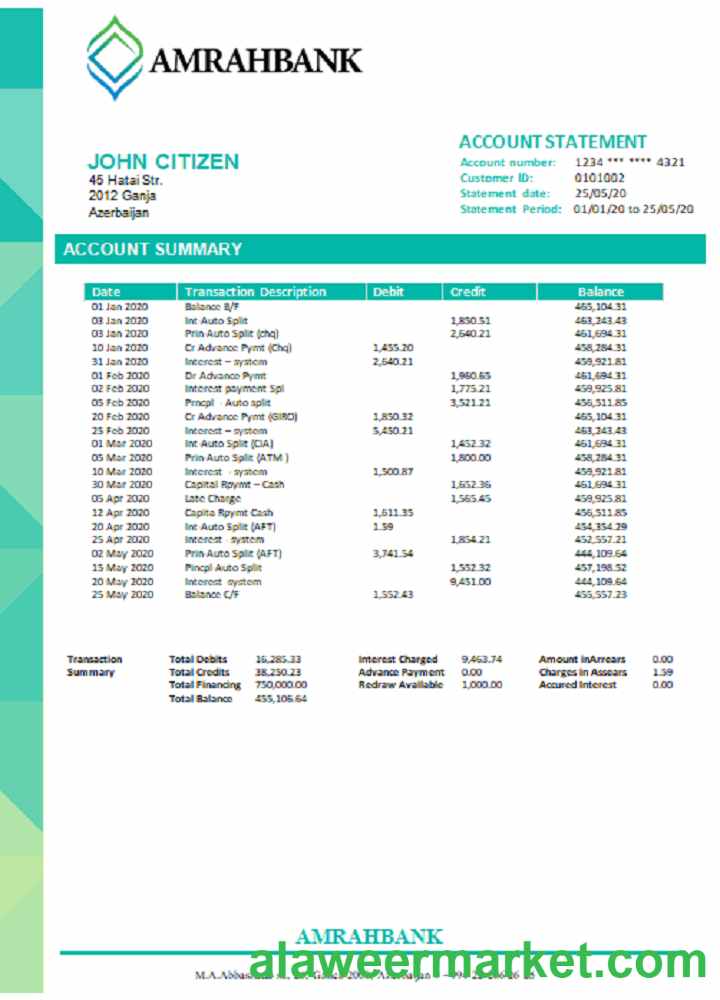 AMRAHBANK
ACCOUNT STATEMENT
JOHN CITIZEN
45 Hatai Str.
2012 Ganja
Azerbaijan
Account number: 1234 *** **** 4321
Customer ID: 0101002
Statement date: 25/05/20
Statement Period: 01/01/20 to 25/05/20
ACCOUNT SUMMARY
Date Transaction Description Debit Credit Balance
01 Jan 2020 Balance B/F 465,104.31
03 Jan 2020 Int-Auto Split 1,850.51 463,243.43
03 Jan 2020 Prin-Auto Split (chq) 2,640.21 461,694.31
10 Jan 2020 Cr Advance Pymt (Chq) 1,455.20 458,284.31
31 Jan 2020 Interest – system 2,640.21 459,921.81
01 Feb 2020 Dr Advance Pymt 1,960.65 461,694.31
02 Feb 2020 Interest payment Spl 1,775.21 459,925.81
05 Feb 2020 Prncpl - Auto split 3,521.21 456,511.85
20 Feb 2020 Cr Advance Pymt (GIRO) 1,850.32 465,104.31
25 Feb 2020 Interest – system 5,450.21 463,243.43
01 Mar 2020 Int-Auto Split (CIA) 1,452.32 461,694.31
05 Mar 2020 Prin-Auto Split (ATM ) 1,800.00 458,284.31
10 Mar 2020 Interest - system 1,500.87 459,921.81
30 Mar 2020 Capital Rpymt – Cash 1,652.36 461,694.31
05 Apr 2020 Late Charge 1,565.45 459,925.81
12 Apr 2020 Capita Rpymt Cash 1,611.35 456,511.85
20 Apr 2020 Int-Auto Split (AFT) 1.59 454,354.29
25 Apr 2020 Interest - system 1,854.21 452,557.21
02 May 2020 Prin-Auto Split (AFT) 3,741.54 444,109.64
15 May 2020 Pincpl-Auto Split 1,552.32 457,198.52
20 May 2020 Interest-system 9,451.00 444,109.64
25 May 2020 Balance C/F 1,552.43 455,557.23
Transaction Total Debits 16,285.33 Interest Charged 9,463.74 Amount inArrears 0.00
Summary Total Credits 38,250.23 Advance Payment 0.00 Charges in Assears 1.59
Total Financing 750,000.00 Redraw Available 1,000.00 Accured Interest 0.00
Total Balance 455,106.64
AMRAHBANK
alaweermarket.com